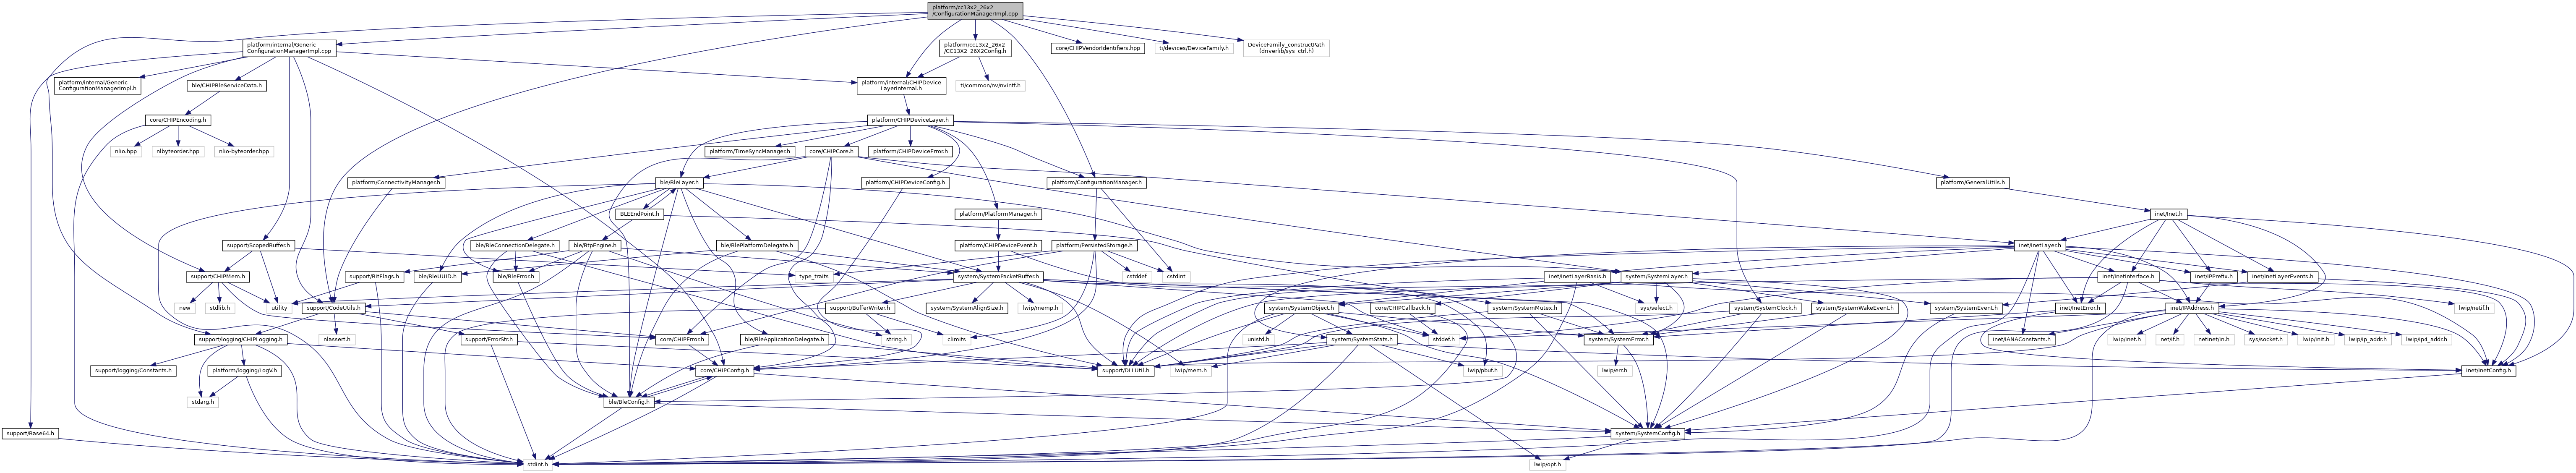 platform/cc13x2_26x2
/ConfigurationManagerImpl.cpp
platform/internal/Generic
ConfigurationManagerImpl.cpp
platform/cc13x2_26x2
/CC13X2_26X2Config.h
core/CHIPVendorIdentifiers.hpp
ti/devices/DeviceFamily.h
DeviceFamily_constructPath
(driverlib/sys_ctrl.h)
platform/internal/Generic
ConfigurationManagerImpl.h
ble/CHIPBleServiceData.h
platform/internal/CHIPDevice
LayerInternal.h
ti/common/nv/nvintf.h
core/CHIPEncoding.h
platform/CHIPDeviceLayer.h
nlio.hpp
nlbyteorder.hpp
nlio-byteorder.hpp
platform/TimeSyncManager.h
core/CHIPCore.h
platform/CHIPDeviceError.h
platform/ConnectivityManager.h
ble/BleLayer.h
platform/CHIPDeviceConfig.h
platform/ConfigurationManager.h
platform/GeneralUtils.h
BLEEndPoint.h
platform/PlatformManager.h
inet/Inet.h
support/ScopedBuffer.h
ble/BleConnectionDelegate.h
ble/BtpEngine.h
ble/BlePlatformDelegate.h
platform/CHIPDeviceEvent.h
platform/PersistedStorage.h
inet/InetLayer.h
support/CHIPMem.h
support/BitFlags.h
ble/BleUUID.h
ble/BleError.h
type_traits
system/SystemPacketBuffer.h
cstddef
cstdint
inet/InetLayerBasis.h
system/SystemLayer.h
inet/InetInterface.h
inet/IPPrefix.h
inet/InetLayerEvents.h
new
stdlib.h
utility
support/CodeUtils.h
support/BufferWriter.h
system/SystemAlignSize.h
lwip/memp.h
system/SystemObject.h
core/CHIPCallback.h
system/SystemMutex.h
sys/select.h
system/SystemClock.h
system/SystemWakeEvent.h
system/SystemEvent.h
inet/InetError.h
inet/IPAddress.h
lwip/netif.h
support/logging/CHIPLogging.h
nlassert.h
support/ErrorStr.h
core/CHIPError.h
ble/BleApplicationDelegate.h
string.h
climits
unistd.h
system/SystemStats.h
stddef.h
system/SystemError.h
inet/IANAConstants.h
lwip/inet.h
net/if.h
netinet/in.h
sys/socket.h
lwip/init.h
lwip/ip_addr.h
lwip/ip4_addr.h
support/logging/Constants.h
platform/logging/LogV.h
core/CHIPConfig.h
support/DLLUtil.h
lwip/mem.h
lwip/pbuf.h
lwip/err.h
inet/InetConfig.h
stdarg.h
ble/BleConfig.h
support/Base64.h
system/SystemConfig.h
stdint.h
lwip/opt.h